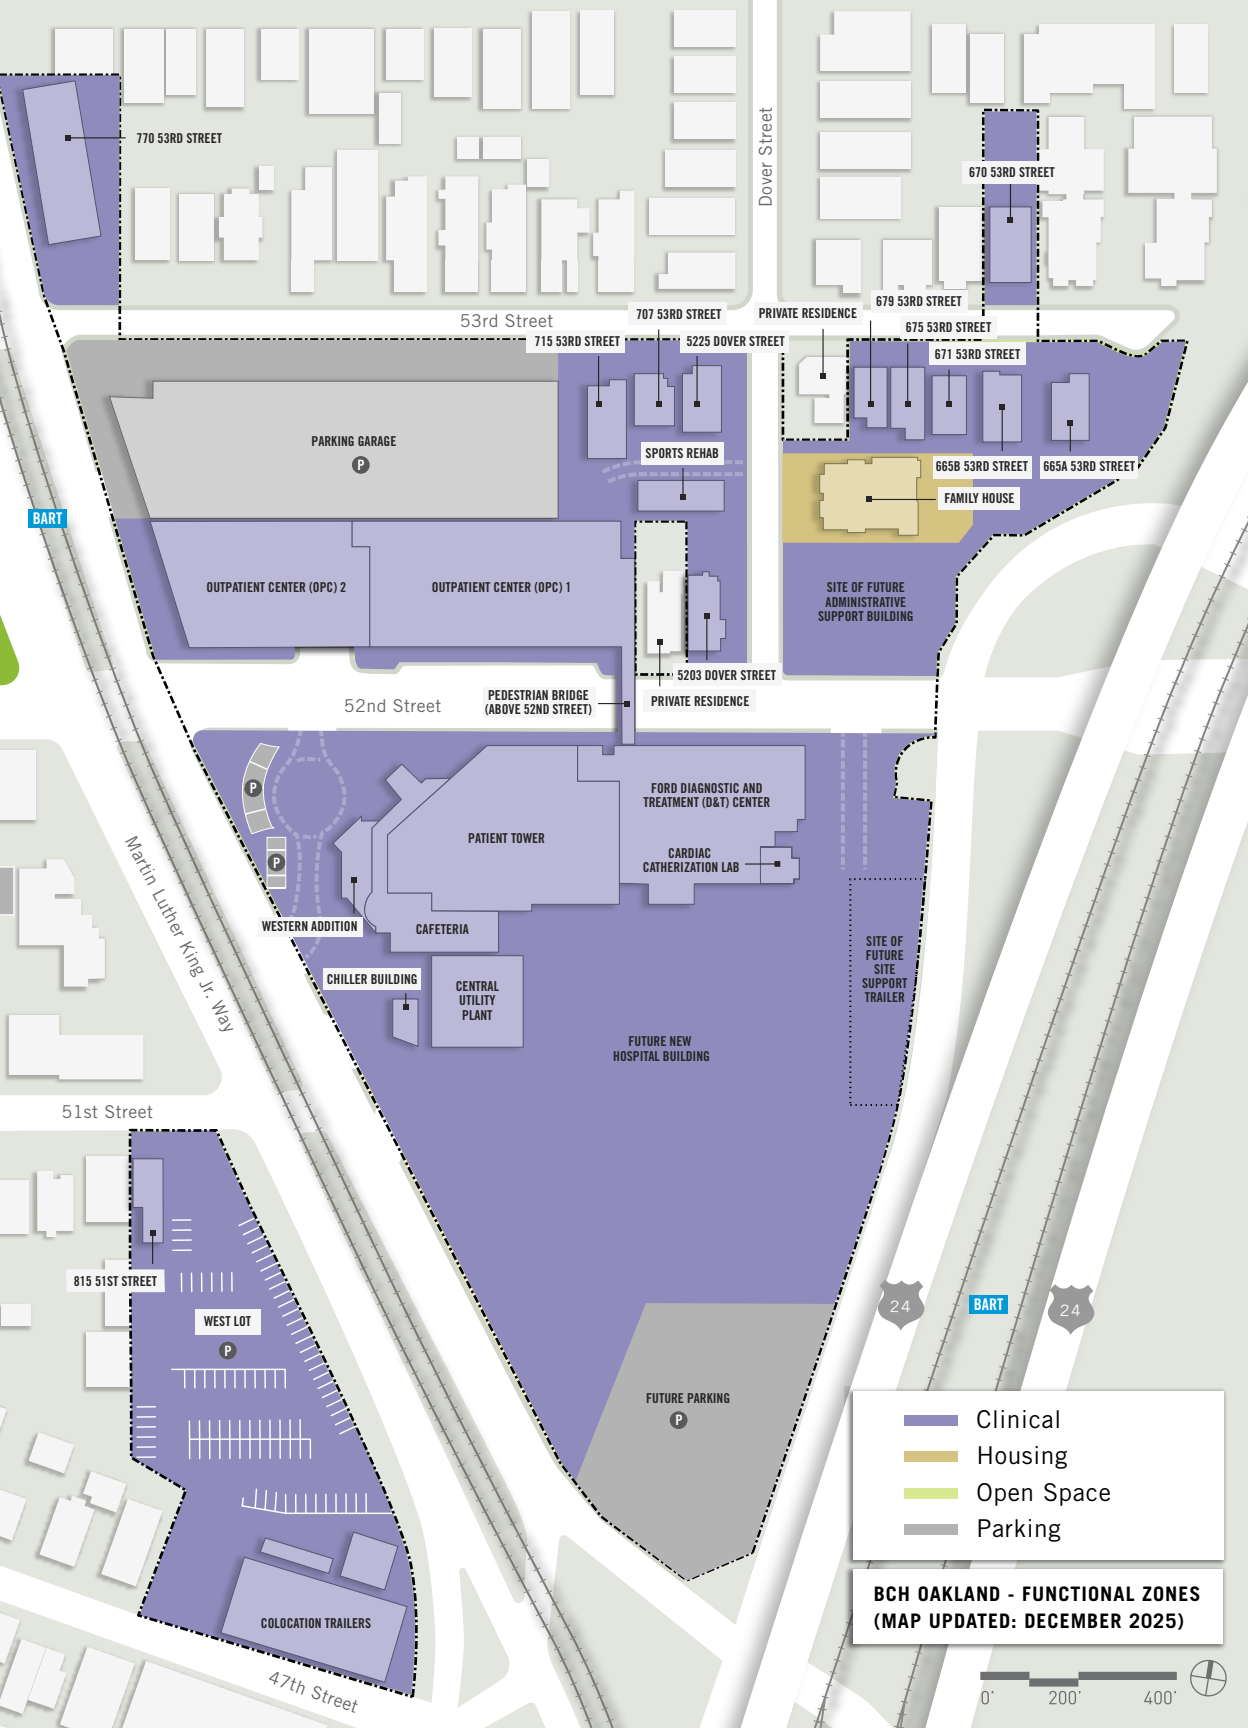 770 53RD STREET
Dover Street
670 53RD STREET
53rd Street
707 53RD STREET
PRIVATE RESIDENCE
679 53RD STREET
675 53RD STREET
715 53RD STREET
5225 DOVER STREET
671 53RD STREET
PARKING GARAGE
P
SPORTS REHAB
665B 53RD STREET
665A 53RD STREET
FAMILY HOUSE
BART
OUTPATIENT CENTER (OPC) 2
OUTPATIENT CENTER (OPC) 1
SITE OF FUTURE
ADMINISTRATIVE
SUPPORT BUILDING
5203 DOVER STREET
PRIVATE RESIDENCE
PEDESTRIAN BRIDGE
(ABOVE 52ND STREET)
52nd Street
P
FORD DIAGNOSTIC AND
TREATMENT (D&T) CENTER
PATIENT TOWER
CARDIAC
CATHERIZATION LAB
P
WESTERN ADDITION
CAFETERIA
Martin Luther King Jr. Way
SITE OF
FUTURE
SITE
SUPPORT
TRAILER
CHILLER BUILDING
CENTRAL
UTILITY
PLANT
FUTURE NEW
HOSPITAL BUILDING
51st Street
815 51ST STREET
WEST LOT
P
24
BART
24
FUTURE PARKING
P
Clinical
Housing
Open Space
Parking
BCH OAKLAND - FUNCTIONAL ZONES
(MAP UPDATED: DECEMBER 2025)
COLOCATION TRAILERS
47th Street
0'
200'
400'